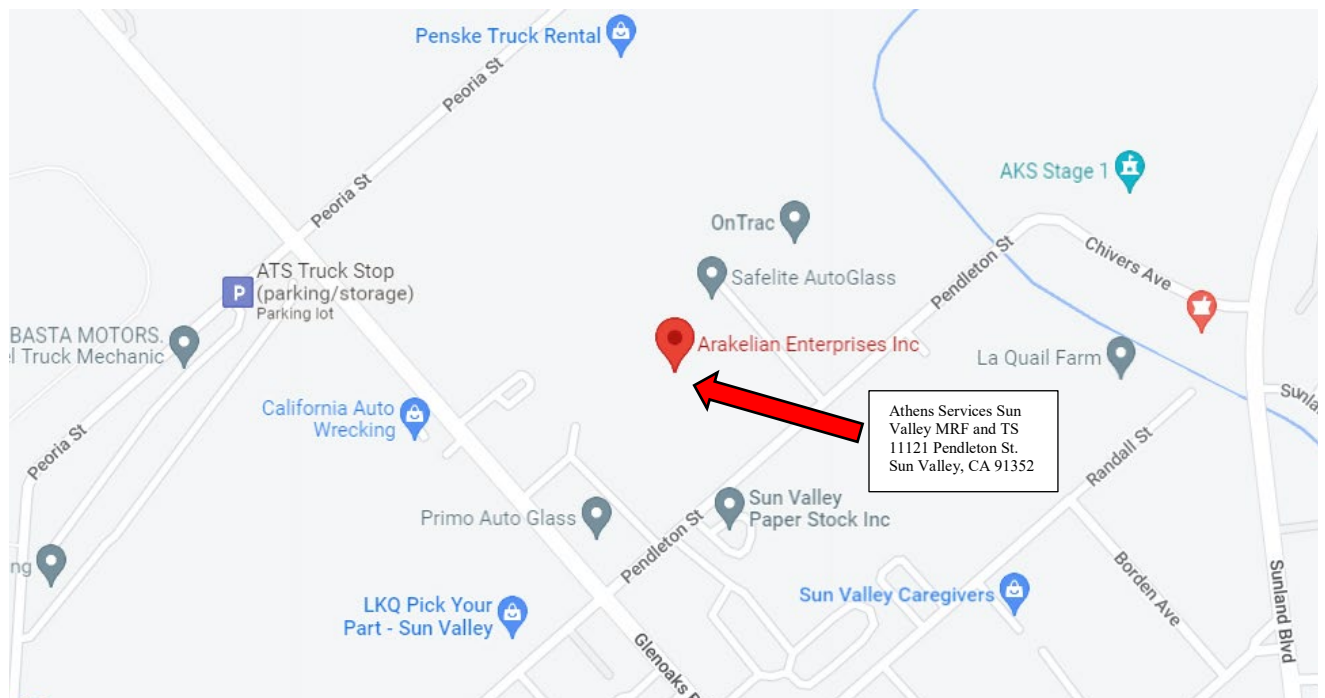 Penske Truck Rental
Peoria St
Peoria St
AKS Stage 1
OnTrac
Pendleton St
Chivers Ave
ATS Truck Stop
(parking/storage)
Parking lot
P
Safelite AutoGlass
BASTA MOTORS.
el Truck Mechanic
Arakelian Enterprises Inc
La Quail Farm
Sunla
California Auto
Wrecking
Athens Services Sun
Valley MRF and TS
11121 Pendleton St.
Sun Valley, CA 91352
Peoria St
Randall St
Sun Valley
Paper Stock Inc
Primo Auto Glass
Pendleton St
ng
Borden Ave
Sunland Blvd
Sun Valley Caregivers
LKQ Pick Your
Part - Sun Valley
Glenoaks